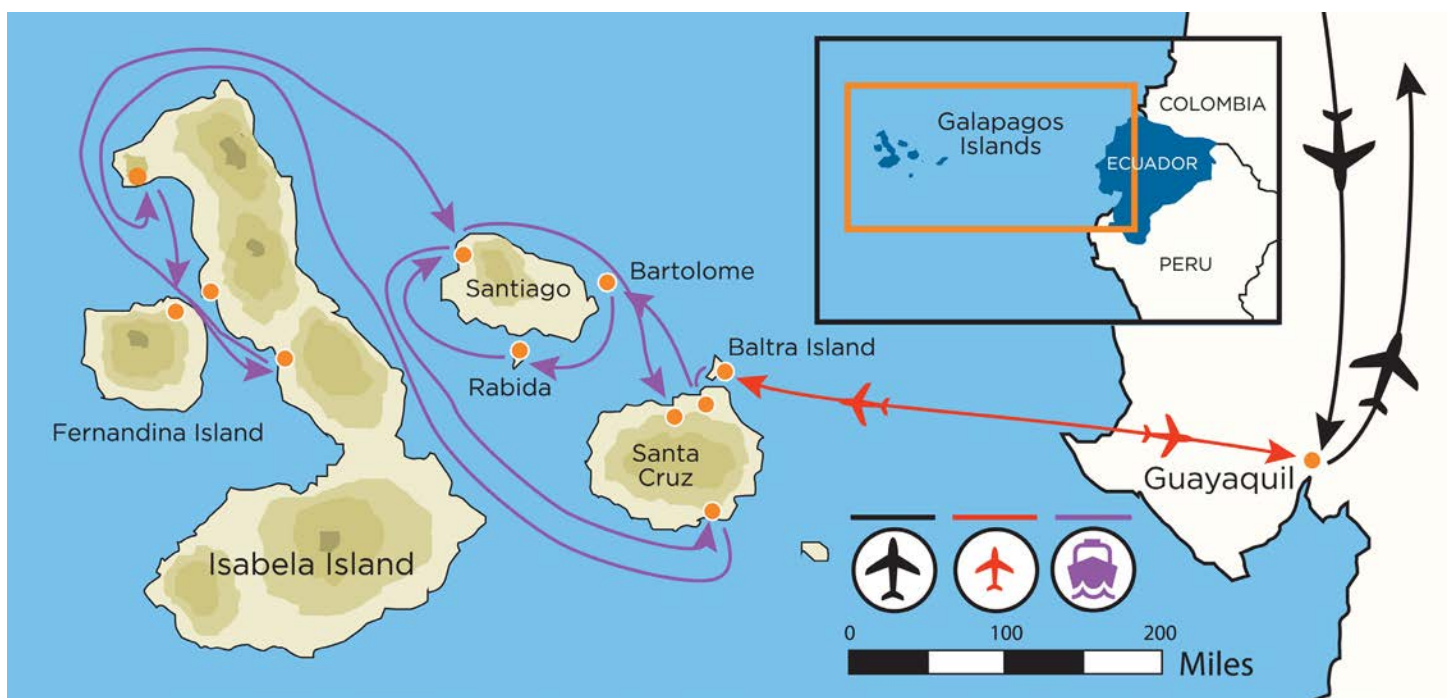 COLOMBIA
Galapagos
Islands
ECUADOR
PERU
Bartolome
Santiago
Baltra Island
Rabida
Fernandina Island
Santa
Cruz
Guayaquil
Isabela Island
0 100 200
Miles